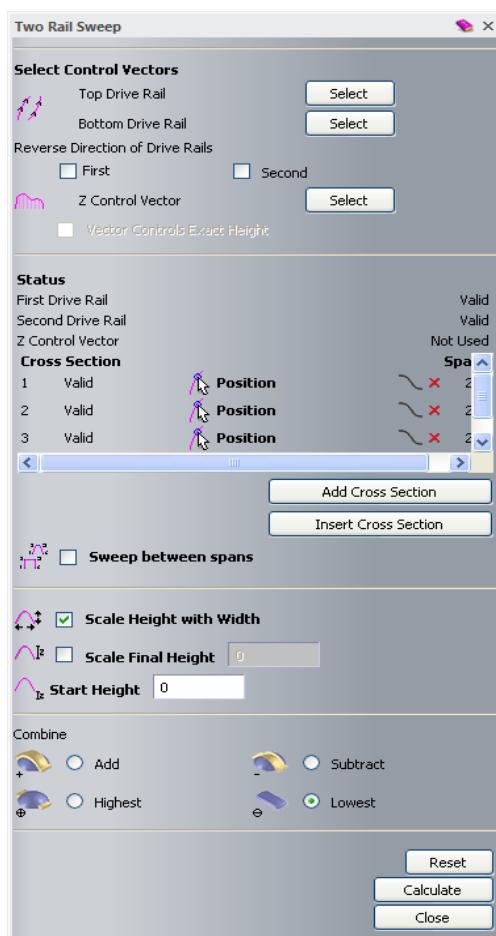 Two Rail Sweep
Select Control Vectors
Top Drive Rail Select
Bottom Drive Rail Select
Reverse Direction of Drive Rails
First Second
Z Control Vector Select
Vector Controls Exact Height
Status
First Drive Rail Valid
Second Drive Rail Valid
Z Control Vector Not Used
Cross Section Spa
1 Valid Position 2
2 Valid Position 2
3 Valid Position 2
Add Cross Section
Insert Cross Section
Sweep between spans
Scale Height with Width
Scale Final Height 0
Start Height 0
Combine
Add Subtract
Highest Lowest
Reset
Calculate
Close